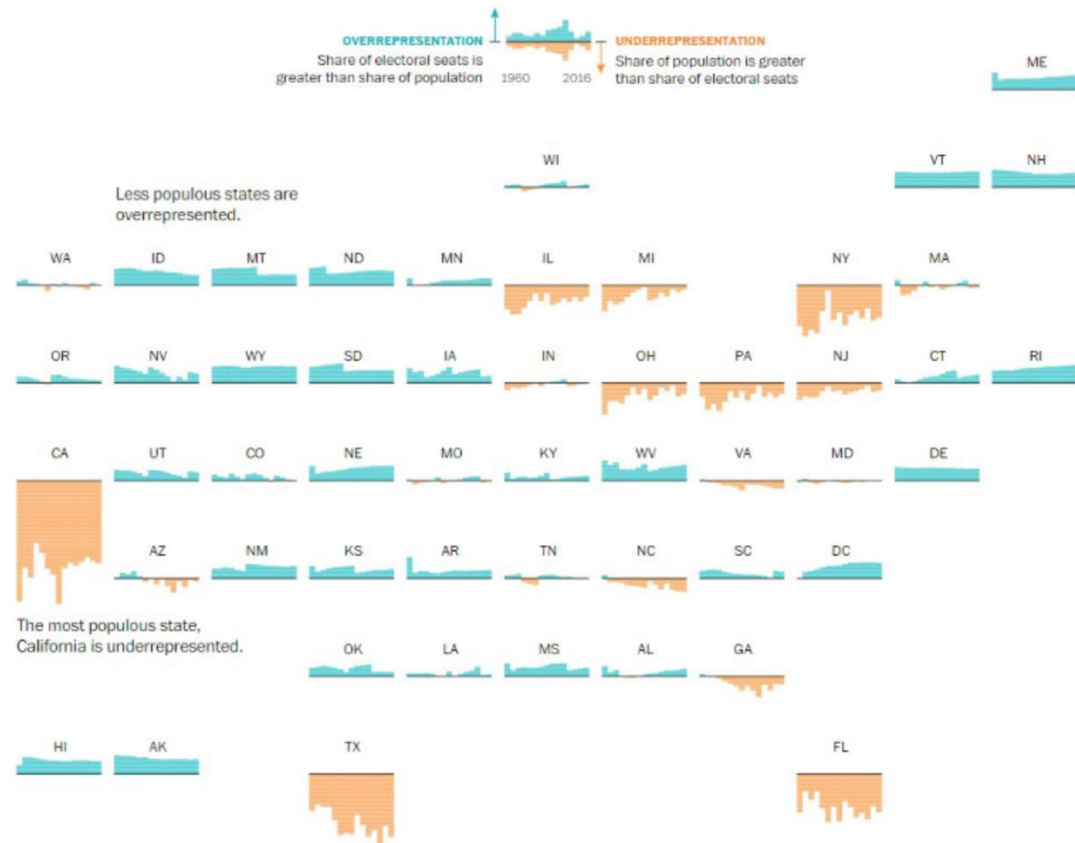 OVERREPRESENTATION
Share of electoral seats is
greater than share of population
1960
2016
UNDERREPRESENTATION
Share of population is greater
than share of electoral seats
ME
WI
VT
NH
Less populous states are
overrepresented.
WA
ID
MT
ND
MN
IL
MI
NY
MA
OR
NV
WY
SD
IA
IN
OH
PA
NJ
CT
RI
CA
UT
CO
NE
MO
KY
WV
VA
MD
DE
AZ
NM
KS
AR
TN
NC
SC
DC
The most populous state,
California is underrepresented.
OK
LA
MS
AL
GA
HI
AK
TX
FL